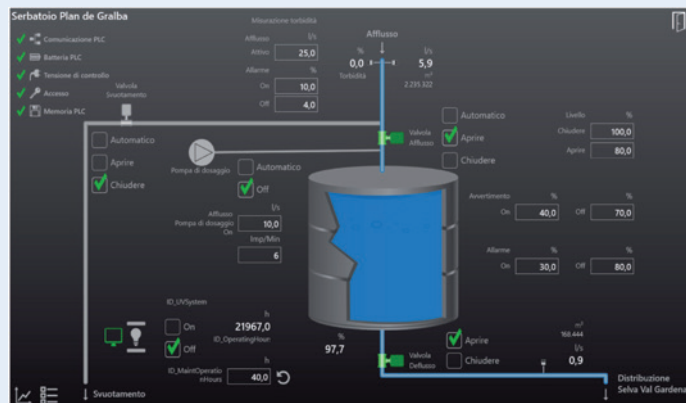 Serbatoio Plan de Gralba
Comunicazione PLC
Batteria PLC
Tensione di controllo
Accesso
Memoria PLC
Valvola
Svuotamento
Automatico
Aprire
Chiudere
Misurazione torbidità
Afflusso l/s
Attivo 25,0
Allarme %
On 10,0
Off 4,0
Afflusso
% l/s
0,0 5,9
Torbidità m³
2.235.322
Valvola
Afflusso
Automatico
Aprire
Chiudere
Livello %
Chiudere 100,0
Aprire 80,0
Pompa di dosaggio
Automatico
Off
Afflusso l/s
Pompa di dosaggio 10,0
On
Imp/Min
6
Avvertimento % %
On 40,0 Off 70,0
Allarme % %
On 30,0 Off 80,0
ID_UVSystem
On
Off
h
21967,0
ID_OperatingHour:
h
ID_MaintOperatio
nHours 40,0
%
97,7
Valvola
Deflusso
Aprire
Chiudere
m³
168.444
l/s
0,9
Svuotamento
Distribuzione
Selva Val Gardena